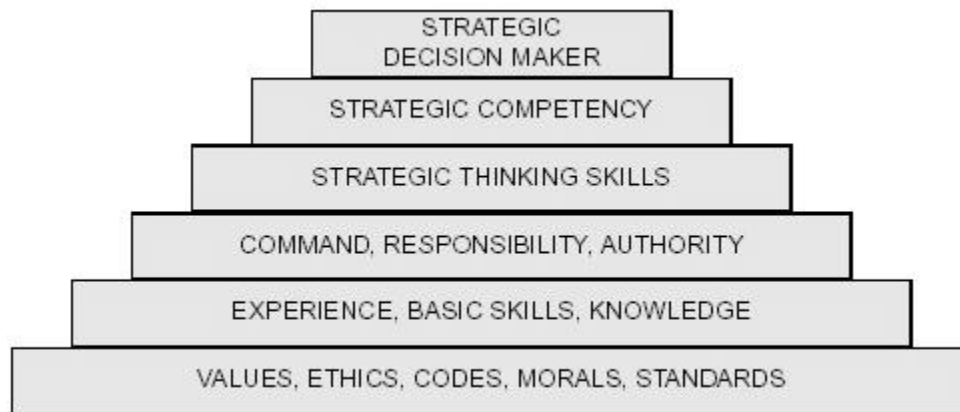 STRATEGIC
DECISION MAKER
STRATEGIC COMPETENCY
STRATEGIC THINKING SKILLS
COMMAND, RESPONSIBILITY, AUTHORITY
EXPERIENCE, BASIC SKILLS, KNOWLEDGE
VALUES, ETHICS, CODES, MORALS, STANDARDS